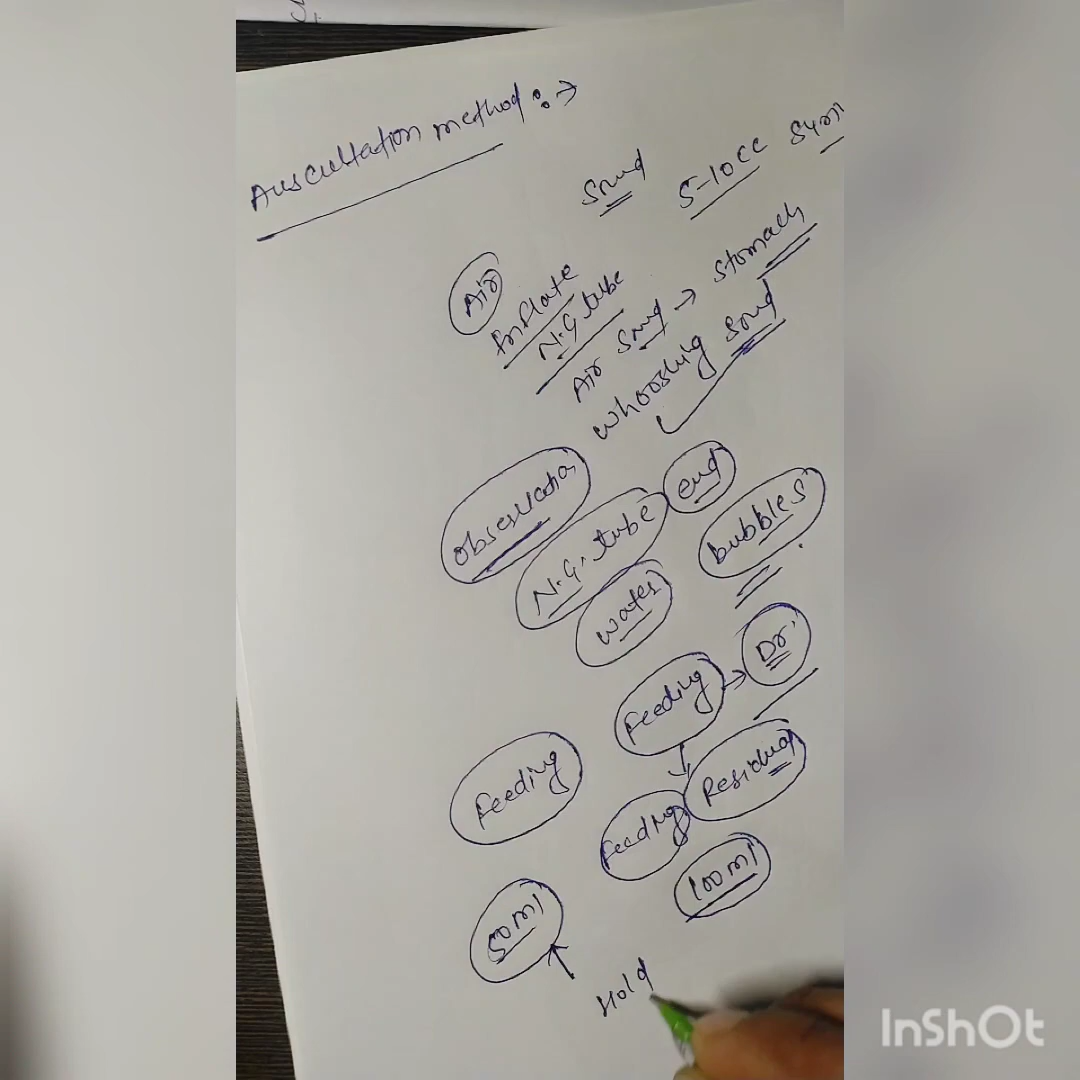 Auscultation method :→
Sound
5-10cc
Air
Inflate
N.G. tube
Air Sound → Stomach
Whooshing Sound
Observation
N.G. tube end
water bubbles
Feeding → Dr.
Feeding
Feeding Residual
100ml
50ml
Hold
InShOt